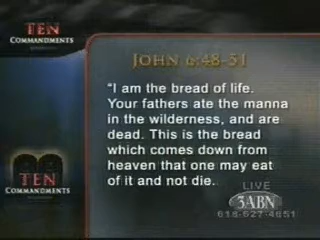 TEN
COMMANDMENTS
JOHN 6:48-51
"I am the bread of life.
Your fathers ate the manna
in the wilderness, and are
dead. This is the bread
which comes down from
heaven that one may eat
of it and not die.
TEN
COMMANDMENTS
LIVE
3ABN
618-627-4651